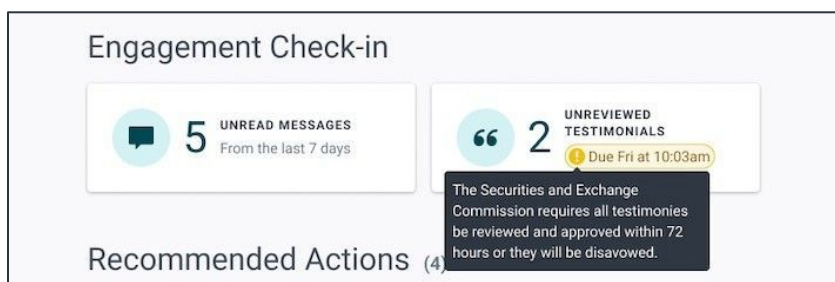 Engagement Check-in
5 UNREAD MESSAGES
From the last 7 days
2 UNREVIEWED
TESTIMONIALS
Due Fri at 10:03am
The Securities and Exchange
Commission requires all testimonies
be reviewed and approved within 72
hours or they will be disavowed.
Recommended Actions (4)